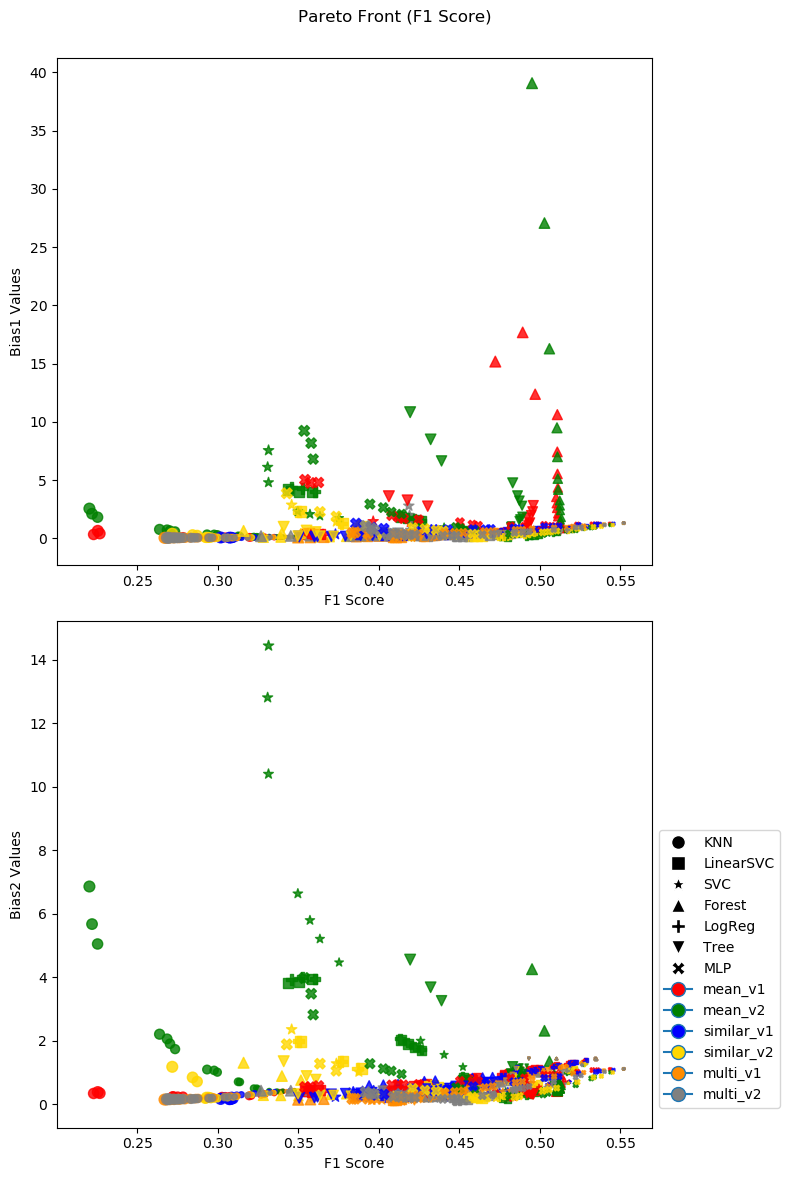 Pareto Front (F1 Score)
40
35
30
25
20
15
10
5
0
Bias1 Values
0.25 0.30 0.35 0.40 0.45 0.50 0.55
F1 Score
14
12
10
8
6
4
2
0
Bias2 Values
0.25 0.30 0.35 0.40 0.45 0.50 0.55
F1 Score
KNN
LinearSVC
SVC
Forest
LogReg
Tree
MLP
mean_v1
mean_v2
similar_v1
similar_v2
multi_v1
multi_v2